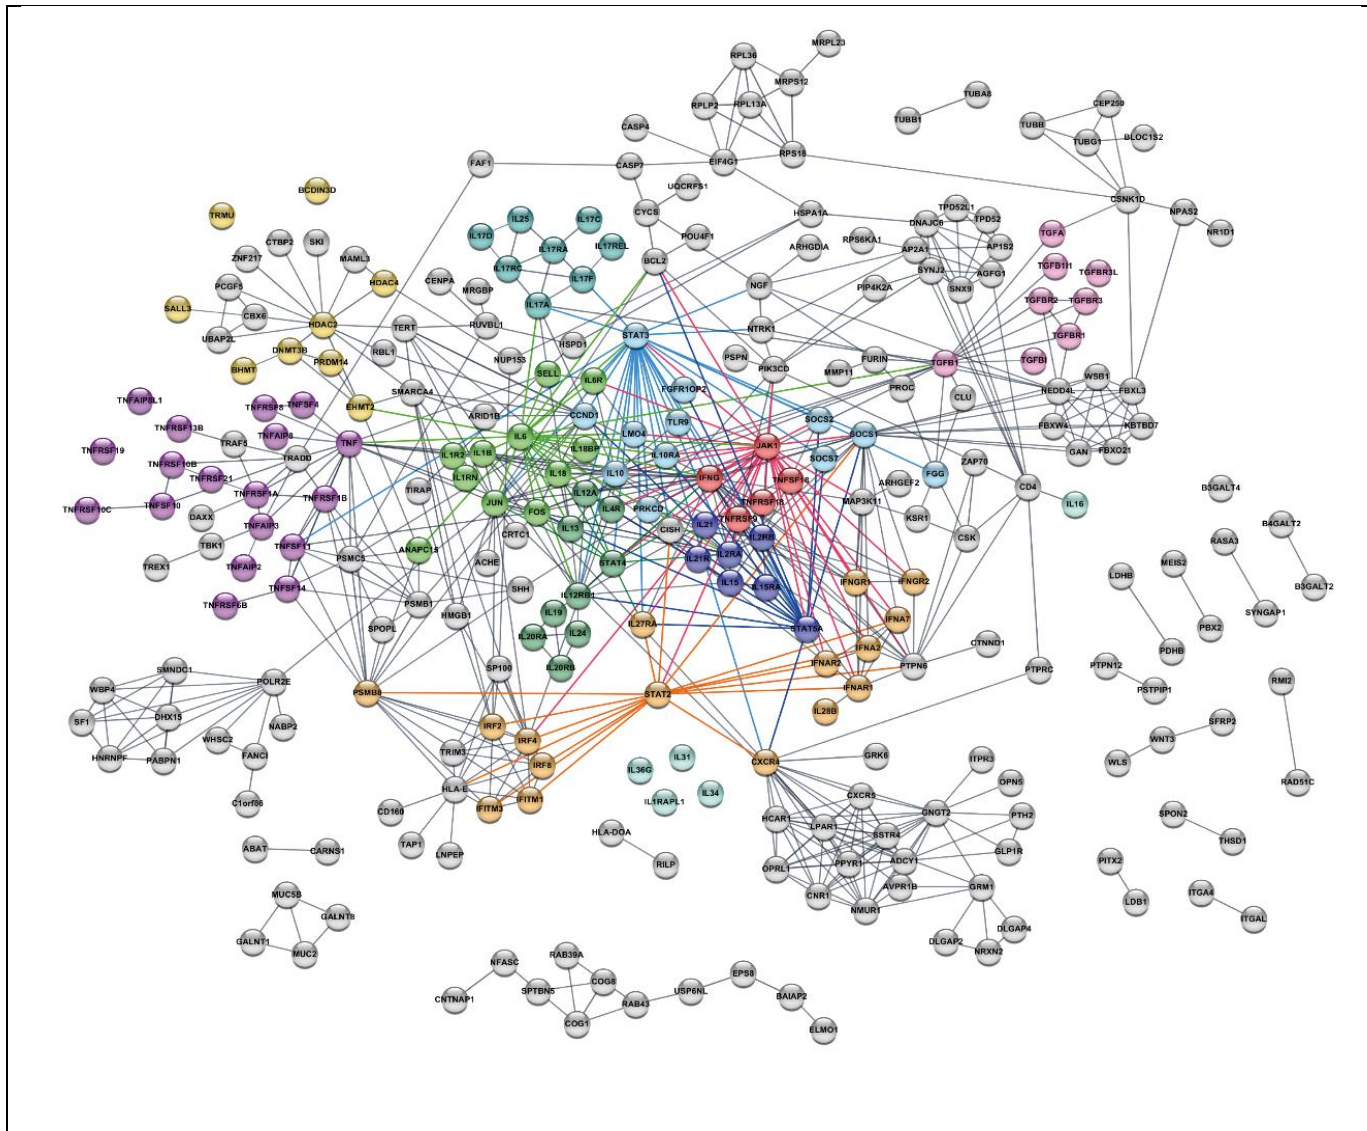 MRPL23
RPL36
MRPS12
TUBA8
RPLP2
RPL13A
CEP250
TUBB1
TUBB
CASP4
TUBG1
BLOC1S2
RPS18
EIF4G1
FAF1
CASP7
UQCRFS1
BCDIN3D
CSNK1D
TPD52L1
CYCS
HSPA1A
NPAS2
TRMU
IL25
IL17C
DNAJC6
TPD52
NR1D1
CTBP2
SKI
IL17D
POU4F1
RPS6KA1
TGFA
IL17RA
IL17REL
ARHGDIA
AP2A1
AP1S2
ZNF217
MAML3
BCL2
IL17RC
SYNJ2
AGFG1
TGFB1I1
TGFBR3L
HDAC4
CENPA
IL17F
NGF
PIP4K2A
SNX9
PCGF5
MRGBP
TGFBR2
TGFBR3
SALL3
IL17A
CBX6
HDAC2
TERT
RUVBL1
NTRK1
UBAP2L
STAT3
TGFBR1
HSPD1
DNMT3B
RBL1
NUP153
PSPN
FURIN
TGFB1
TGFBI
BHMT
PRDM14
SELL
IL6R
PIK3CD
MMP11
PROC
WSB1
SMARCA4
FGFR1OP2
CLU
NEDD4L
FBXL3
TNFAIP8L1
TNFRSF8
TNFSF4
EHMT2
ARID1B
CCND1
TLR9
SOCS2
TNFRSF13B
TNFAIP8
TNF
IL6
LMO4
SOCS1
FBXW4
KBTBD7
TNFRSF19
TRAF5
IL1R2
IL1B
IL18BP
IL10RA
JAK1
SOCS7
GAN
FBXO21
TNFRSF10B
TRADD
TNFRSF21
IL1RN
IL18
IL10
IFNG
TNFSF18
FGG
ZAP70
CD4
TNFRSF1A
TNFRSF1B
TIRAP
JUN
IL12A
ARHGEF2
B3GALT4
TNFRSF10C
TNFSF10
FOS
IL4R
PRKCD
TNFRSF18
MAP3K11
IL16
DAXX
TNFAIP3
IL13
CISH
IL21
TNFRSF9
KSR1
B4GALT2
TBK1
TNFSF11
CRTC1
IL2RB
CSK
RASA3
ANAPC15
IL21R
IL2RA
TREX1
TNFAIP2
PSMC5
ACHE
STAT4
MEIS2
LDHB
TNFSF14
SHH
IL12RB1
IL15
IL15RA
IFNGR1
IFNGR2
B3GALT2
TNFRSF6B
PSMB1
HMGB1
IL19
SYNGAP1
SPOPL
IL20RA
IL24
IL27RA
STAT5A
IFNA7
PBX2
IFNA2
CTNND1
PDHB
SMNDC1
SP100
IL20RB
IFNAR2
PTPN6
PTPRC
PTPN12
WBP4
POLR2E
PSMB8
STAT2
IFNAR1
PSTPIP1
RMI2
SF1
DHX15
IL28B
NABP2
IRF2
SFRP2
WHSC2
IRF4
WNT3
HNRNPF
PABPN1
FANCI
TRIM3
IL31
CXCR4
GRK6
ITPR3
WLS
IL36G
IRF8
HLA-E
RAD51C
OPN5
C1orf86
IL1RAPL1
IL34
CXCR5
IFITM3
IFITM1
CD160
HCAR1
GNGT2
PTH2
SPON2
LPAR1
HLA-DOA
SSTR4
THSD1
ABAT
CARNS1
TAP1
LNPEP
RILP
OPRL1
PPYR1
ADCY1
GLP1R
PITX2
MUC5B
CNR1
AVPR1B
GRM1
ITGA4
GALNT8
NMUR1
LDB1
ITGAL
DLGAP4
GALNT1
MUC2
DLGAP2
NRXN2
RAB39A
NFASC
EPS8
COG8
CNTNAP1
SPTBN5
USP6NL
BAIAP2
RAB43
COG1
ELMO1